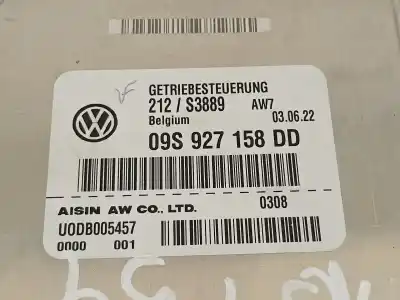 GETRIEBESTEUERUNG
212 / S3889 AW7
Belgium 03.06.22
09S 927 158 DD
AISIN AW CO., LTD. 0308
UODB005457
0000 001